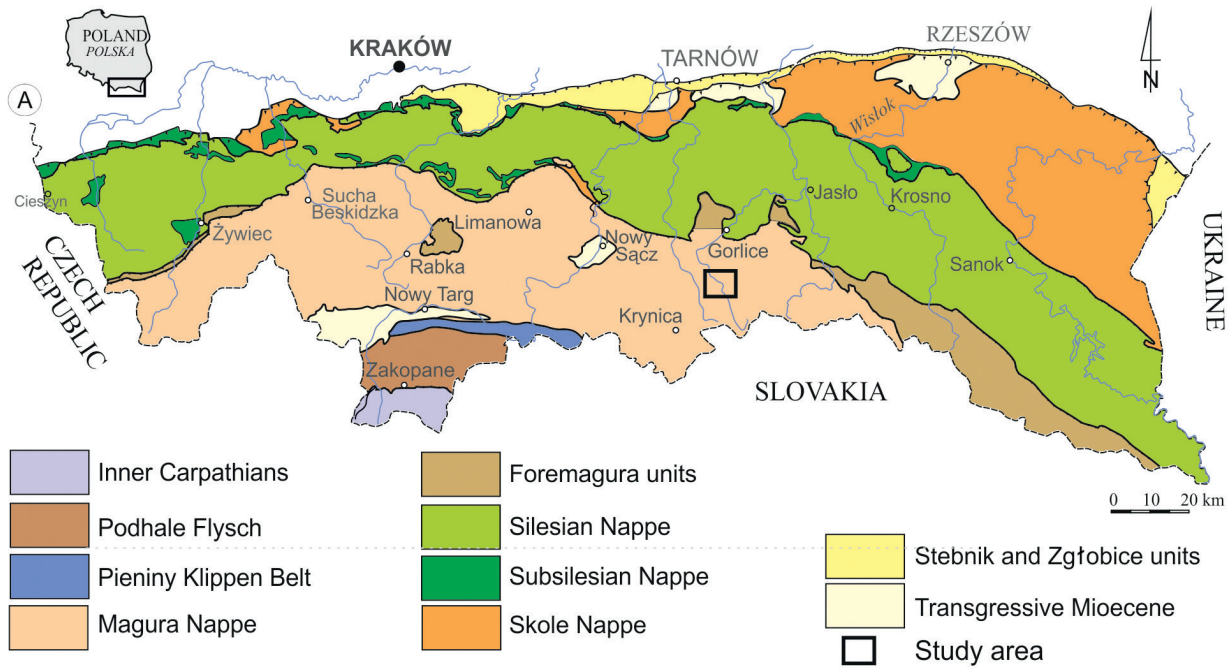 POLAND
POLSKA
A
KRAKÓW
TARNÓW
RZESZÓW
N
Wisłok
Cieszyn
Sucha
Beskidzka
Żywiec
Limanowa
Rabka
Nowy
Sącz
Gorlice
Jasło
Krosno
Sanok
Nowy Targ
Krynica
Zakopane
CZECH
REPUBLIC
SLOVAKIA
UKRAINE
0 10 20 km
Inner Carpathians
Podhale Flysch
Pieniny Klippen Belt
Magura Nappe
Foremagura units
Silesian Nappe
Subsilesian Nappe
Skole Nappe
Stebnik and Zgłobice units
Transgressive Mioecene
Study area